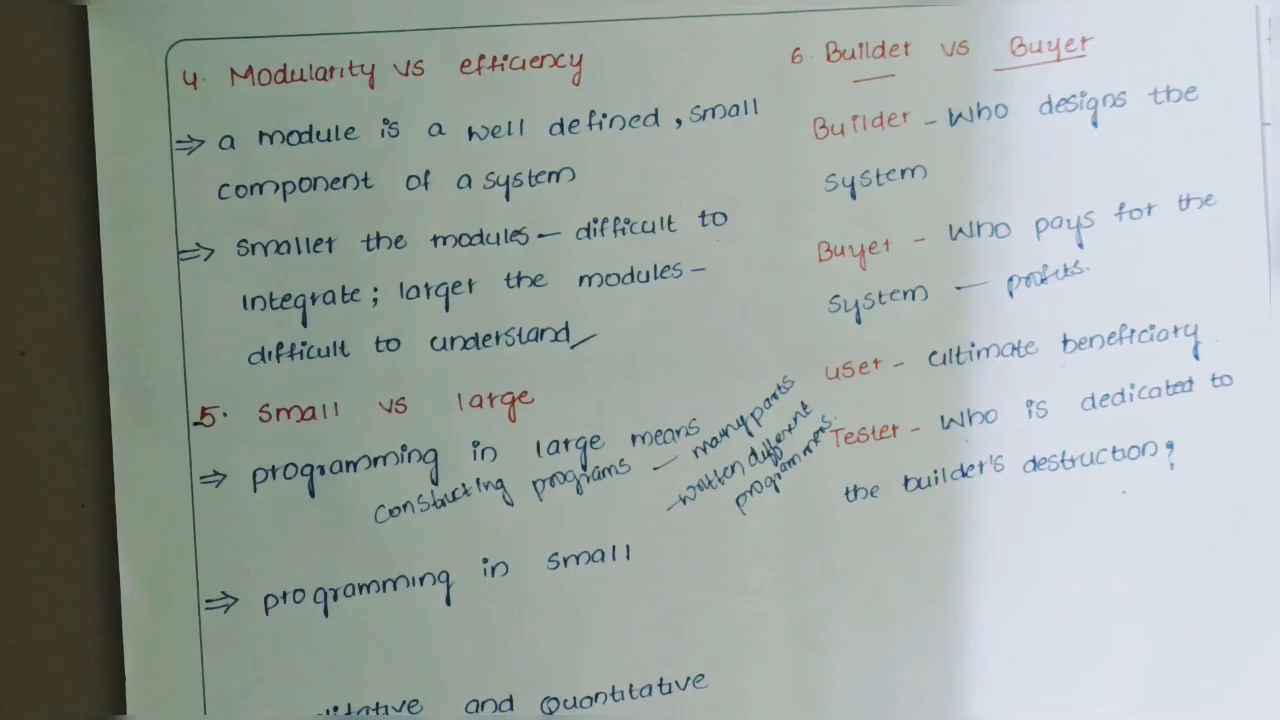 4. Modularity vs efficiency
⇒ a module is a well defined, small
component of a system
⇒ smaller the modules - difficult to
integrate; larger the modules -
difficult to understand
5. small vs large
⇒ programming in large means
constructing programs - many parts
- written different
programmers.
⇒ programming in small
and Quantitative
6. Builder vs Buyer
Builder - who designs the
system
Buyer - who pays for the
system - profits.
user - ultimate beneficiary
Tester - who is dedicated to
the builder's destruction